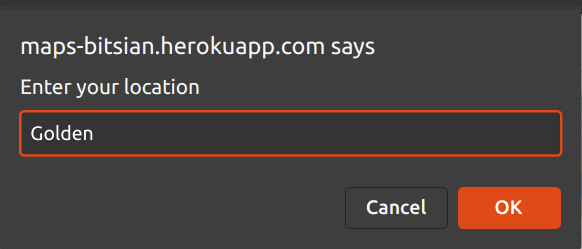 maps-bitsian.herokuapp.com says
Enter your location
Golden
Cancel OK